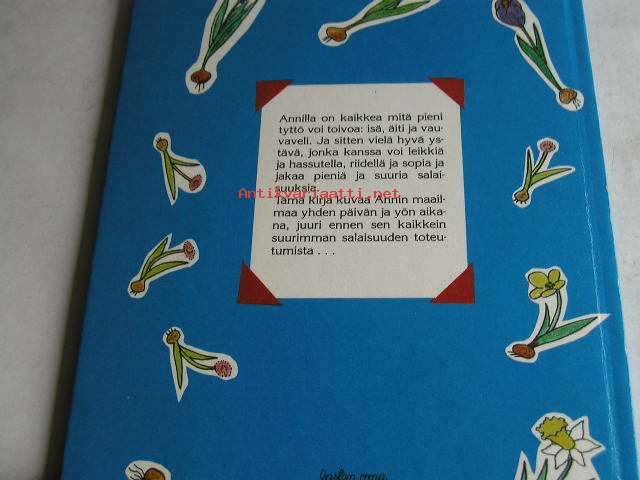 Annilla on kaikkea mitä pieni
tyttö voi toivoa: isä, äiti ja vau-
vaveli. Ja sitten vielä hyvä ys-
tävä, jonka kanssa voi leikkiä
ja hassutella, riidellä ja sopia ja
jakaa pieniä ja suuria salai-
suuksia.
Antikvariaatti.net
Tämä kirja kuvaa Annin maail-
maa yhden päivän ja yön aika-
na, juuri ennen sen kaikkein
suurimman salaisuuden toteu-
tumista . . .